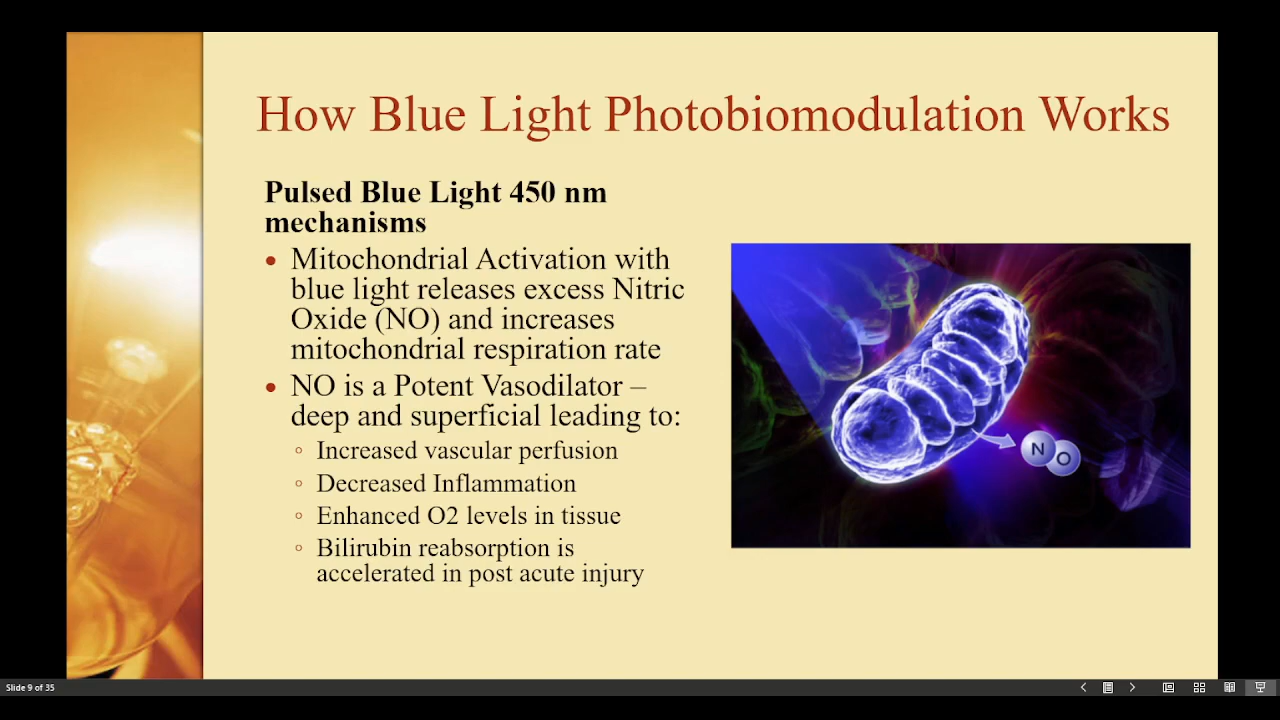 How Blue Light Photobiomodulation Works
Pulsed Blue Light 450 nm
mechanisms
• Mitochondrial Activation with
blue light releases excess Nitric
Oxide (NO) and increases
mitochondrial respiration rate
• NO is a Potent Vasodilator –
deep and superficial leading to:
◦ Increased vascular perfusion
◦ Decreased Inflammation
◦ Enhanced O2 levels in tissue
◦ Bilirubin reabsorption is
accelerated in post acute injury
N O
Slide 9 of 35